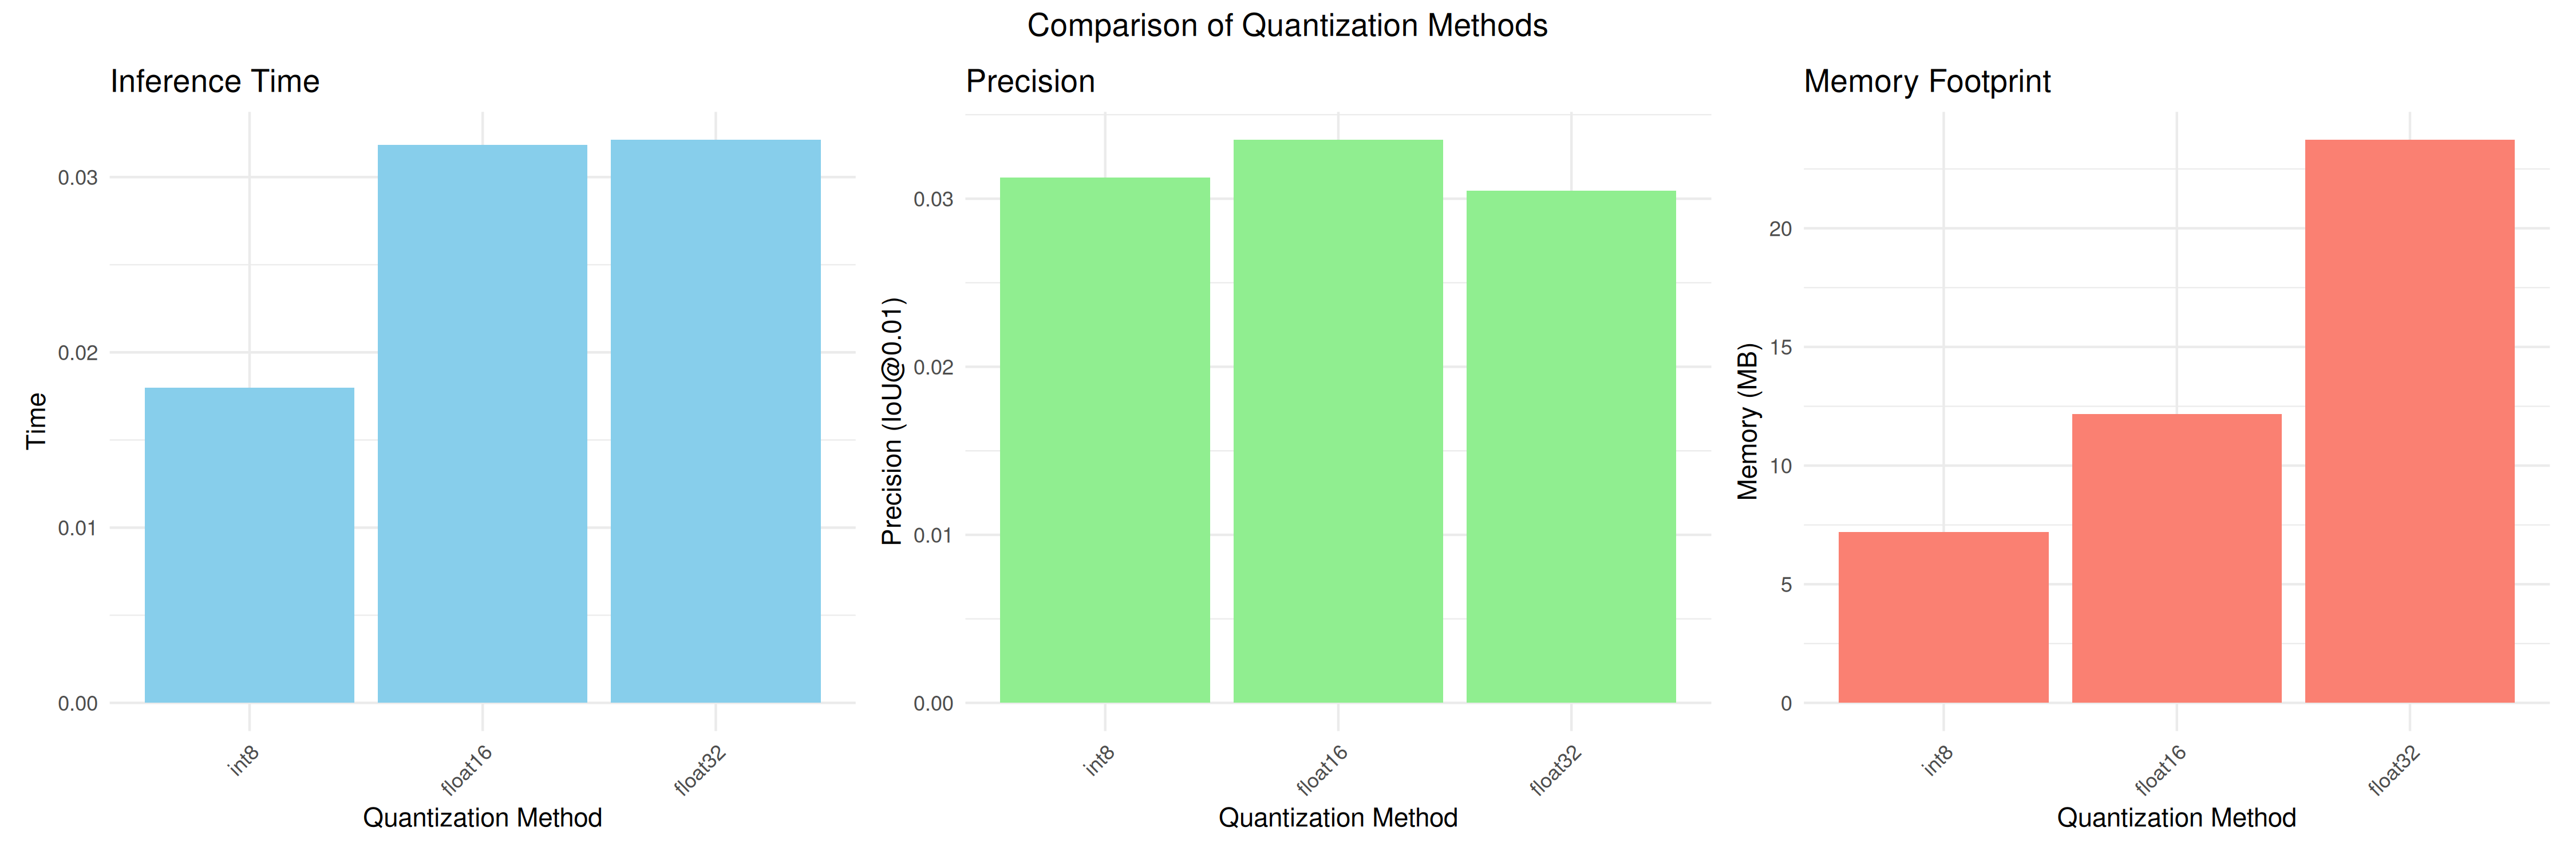 Comparison of Quantization Methods
Inference Time
Time
0.03
0.02
0.01
0.00
int8
float16
float32
Quantization Method
Precision
Precision (IoU@0.01)
0.03
0.02
0.01
0.00
int8
float16
float32
Quantization Method
Memory Footprint
Memory (MB)
20
15
10
5
0
int8
float16
float32
Quantization Method